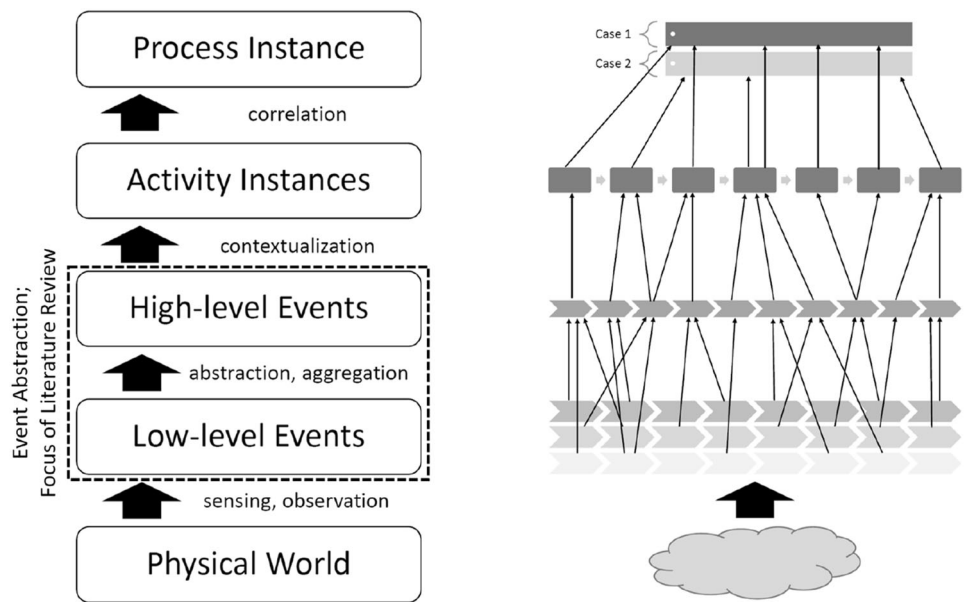 Process Instance
correlation
Activity Instances
contextualization
Event Abstraction;
Focus of Literature Review
High-level Events
abstraction, aggregation
Low-level Events
sensing, observation
Physical World
Case 1
Case 2